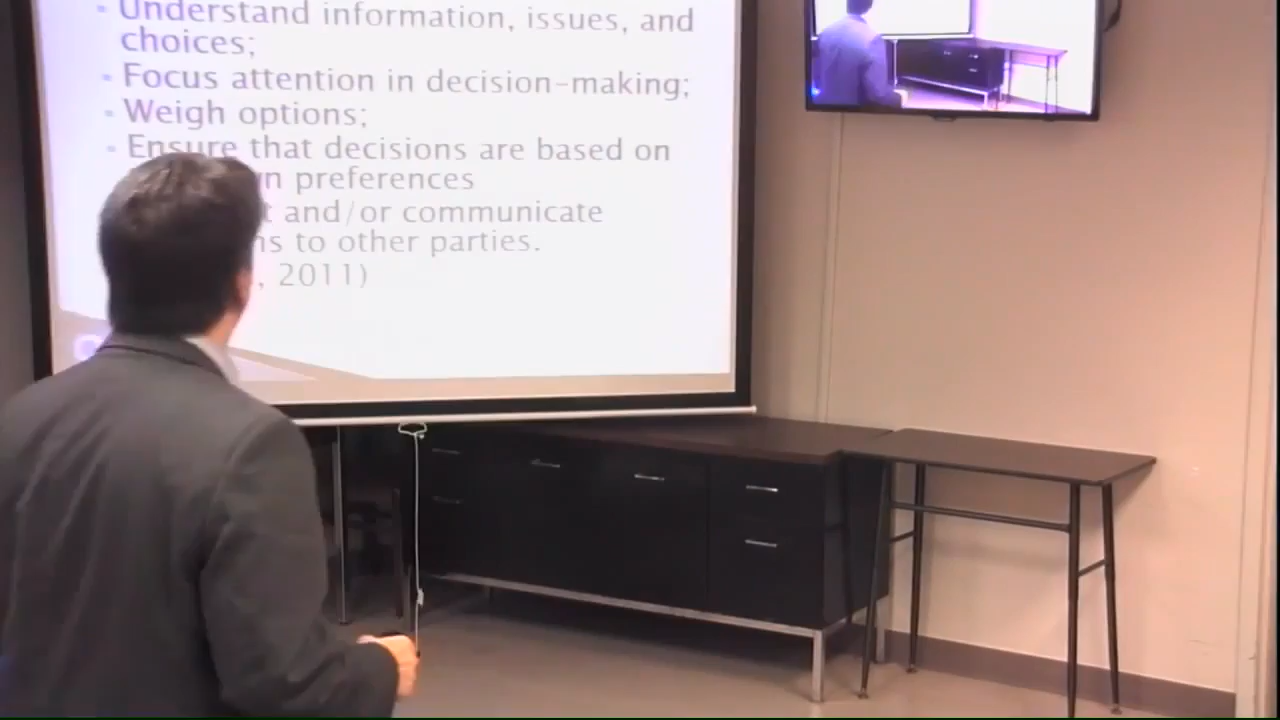 Understand information, issues, and
choices;
Focus attention in decision-making;
Weigh options;
Ensure that decisions are based on
preferences
and/or communicate
to other parties.
, 2011)